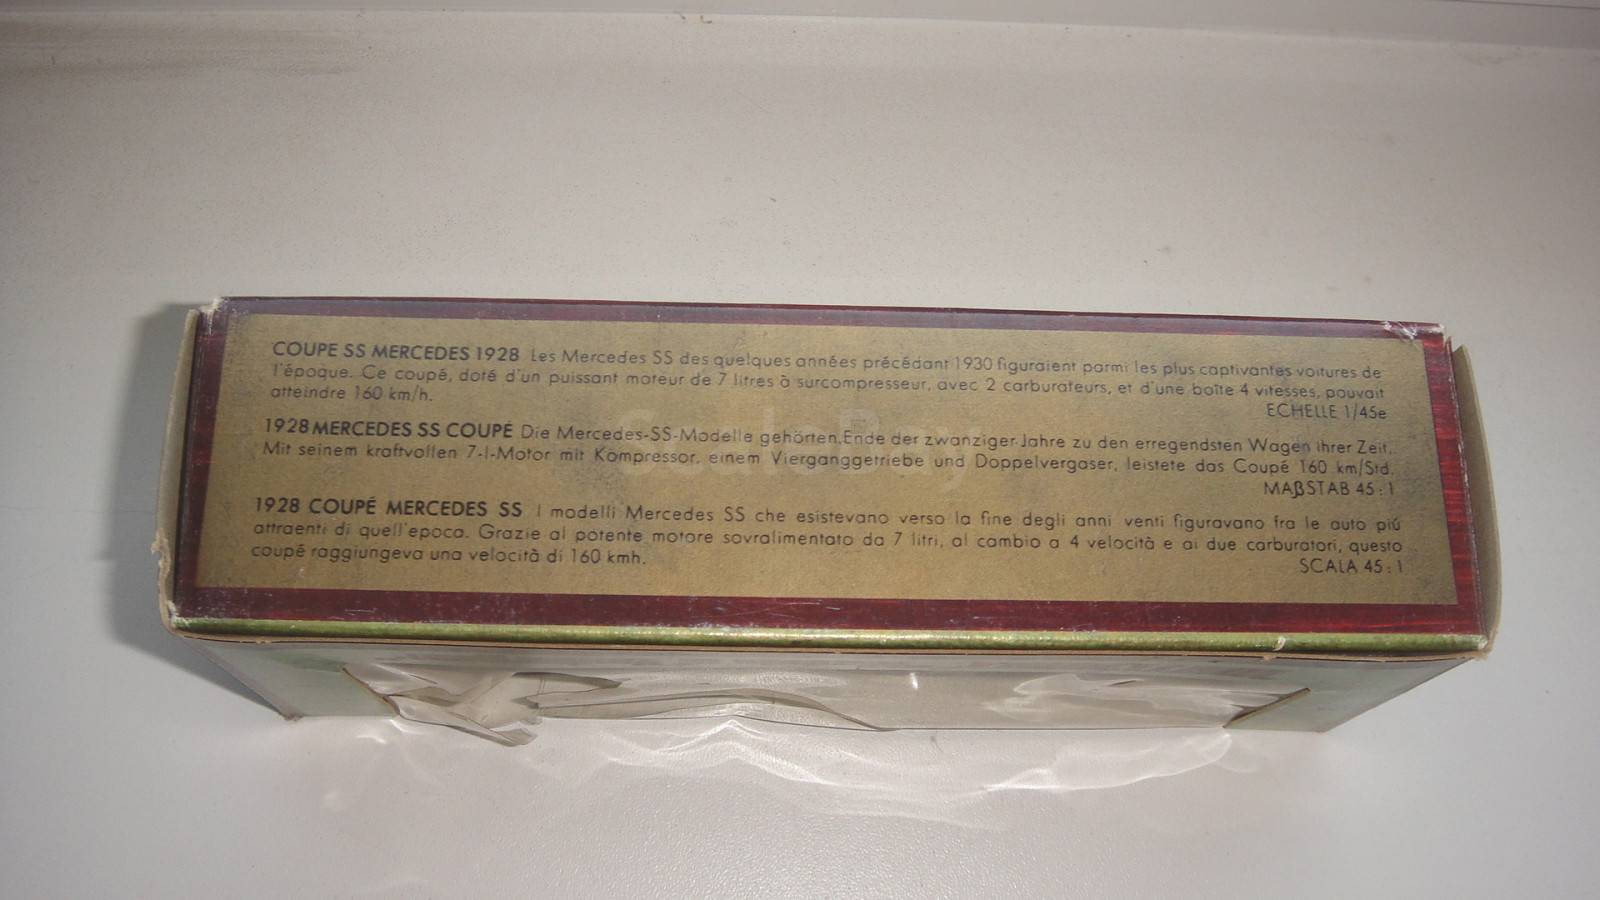 COUPE SS MERCEDES 1928 Les Mercedes SS des quelques années précédant 1930 figuraient parmi les plus captivantes voitures de
l'époque. Ce coupé, doté d'un puissant moteur de 7 litres à surcompresseur, avec 2 carburateurs, et d'une boîte 4 vitesses, pouvait
atteindre 160 km/h.
ECHELLE 1/45e
1928 MERCEDES SS COUPÉ Die Mercedes-SS-Modelle gehörten Ende der zwanziger Jahre zu den erregendsten Wagen ihrer Zeit.
Mit seinem kraftvollen 7-l-Motor mit Kompressor, einem Vierganggetriebe und Doppelvergaser, leistete das Coupé 160 km/Std.
MAßSTAB 45 : 1
1928 COUPÉ MERCEDES SS I modelli Mercedes SS che esistevano verso la fine degli anni venti figuravano fra le auto piú
attraenti di quell'epoca. Grazie al potente motore sovralimentato da 7 litri, al cambio a 4 velocità e ai due carburatori, questo
coupé raggiungeva una velocità di 160 kmh.
SCALA 45 : 1